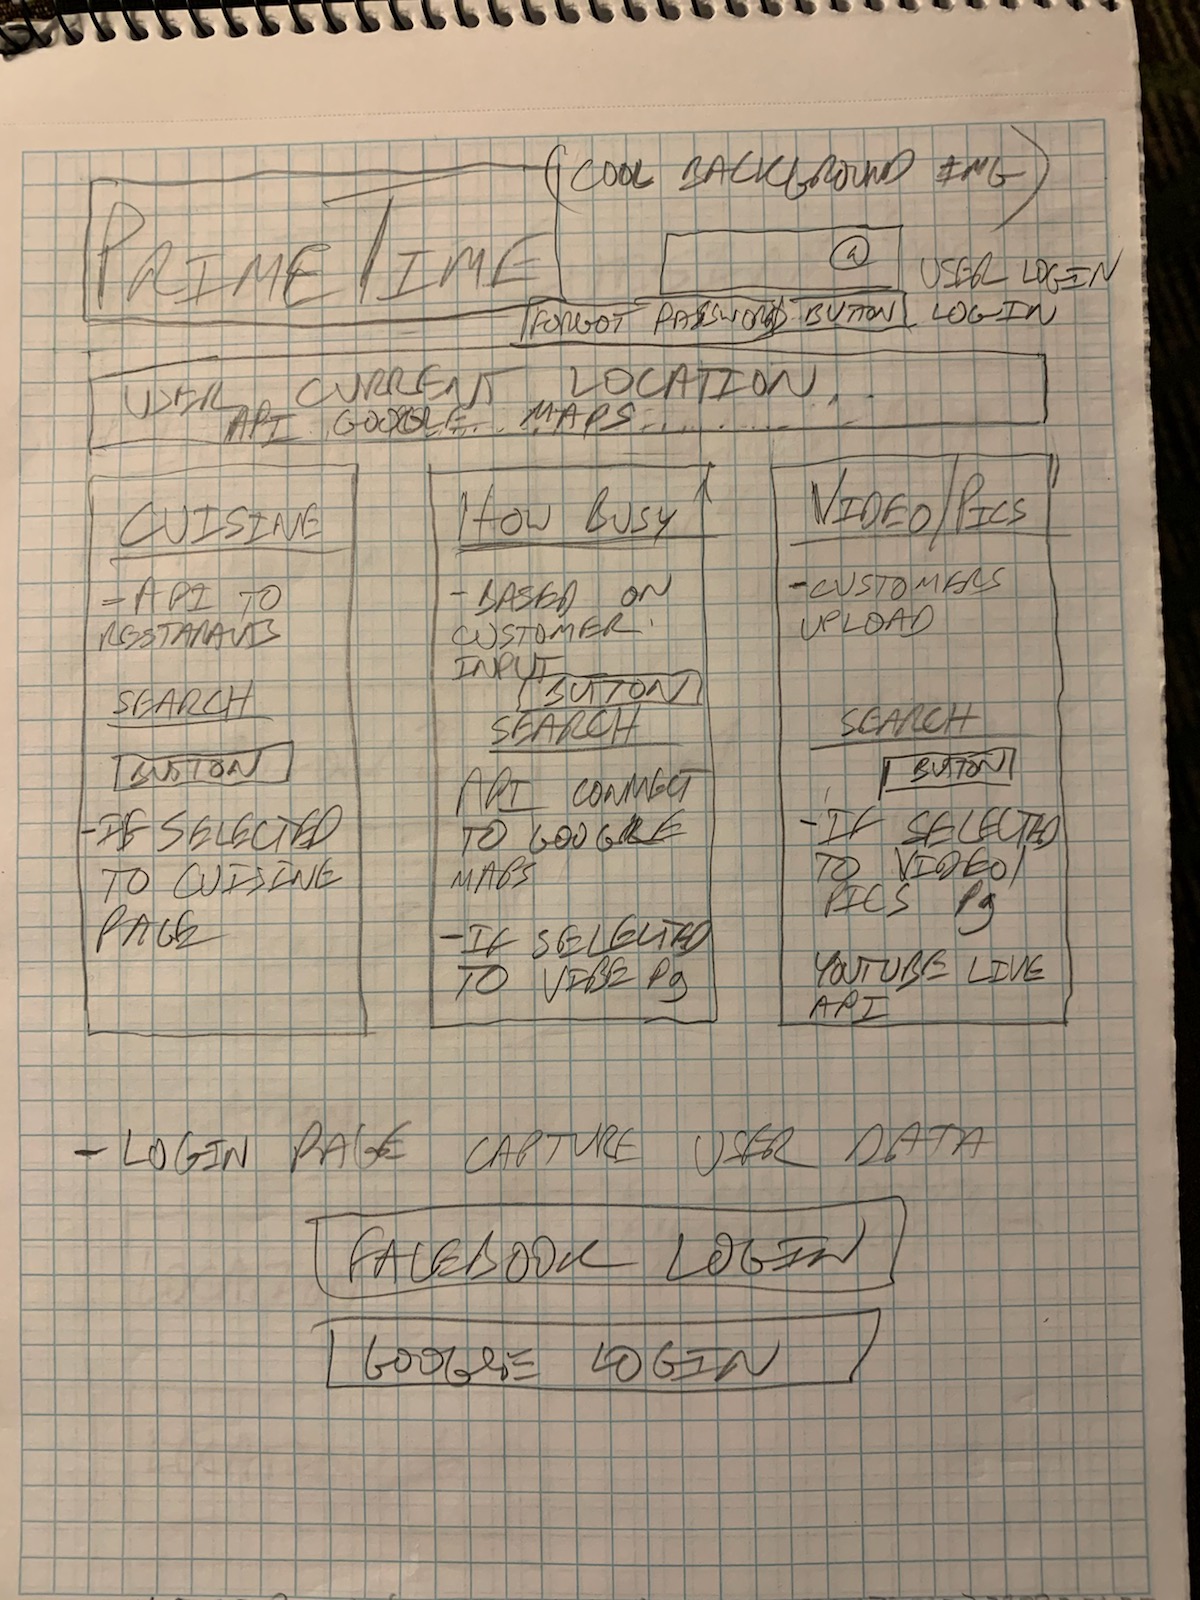 (COOL BACKGROUND IMG)
PRIMETIME
@
USER LOGIN
FORGOT PASSWORD BUTTON
LOGIN
USER CURRENT LOCATION...
API GOOGLE... MAPS...........
CUISINE
- API TO
SEARCH
BUTTON
- IF SELECTED
TO CUISINE
PAGE
HOW BUSY
- BASED ON
CUSTOMER
INPUT
BUTTON
SEARCH
API CONNECT
TO GOOGLE
MAPS
- IF SELECTED
TO VIBE Pg
VIDEO/PICS
- CUSTOMERS
UPLOAD
SEARCH
BUTTON
- IF SELECTED
TO VIDEO/
PICS Pg
YOUTUBE LIVE
API
- LOGIN PAGE CAPTURE USER DATA
FACEBOOK LOGIN
GOOGLE LOGIN